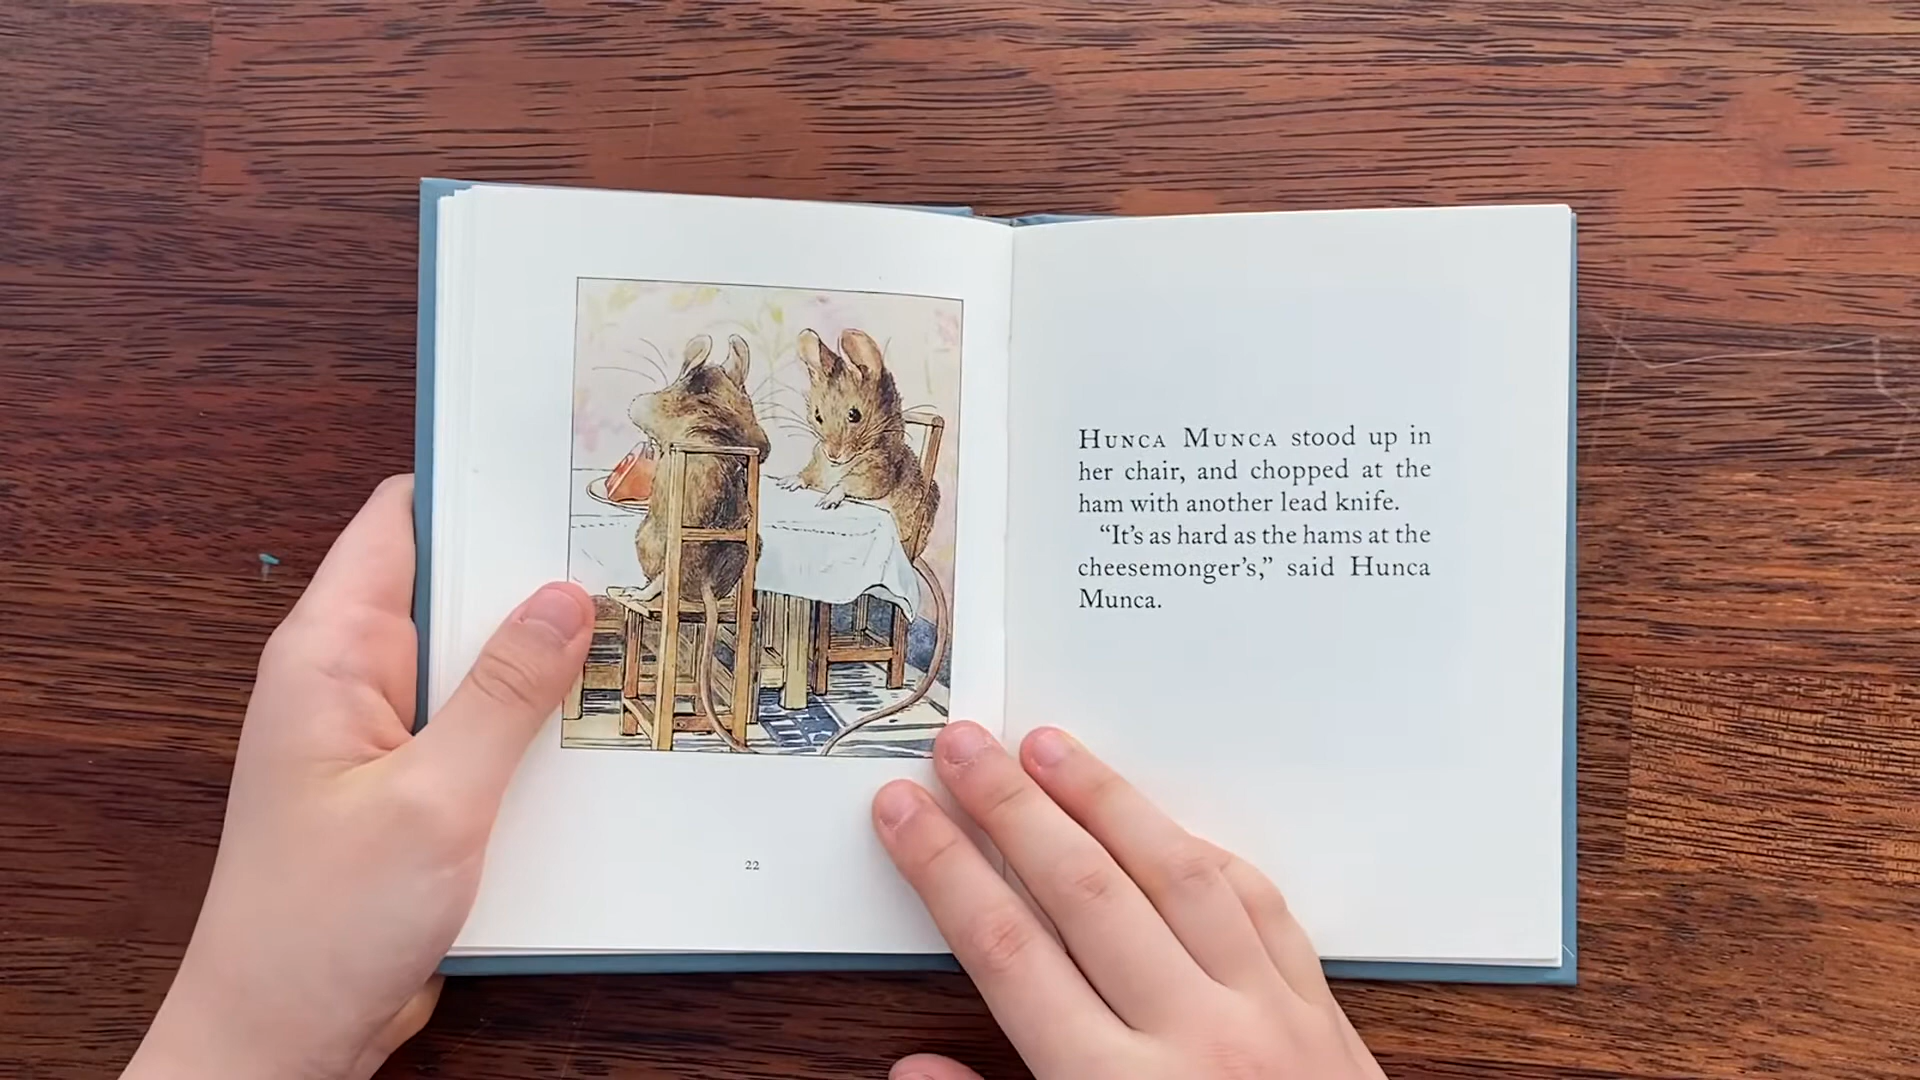 22
HUNCA MUNCA stood up in
her chair, and chopped at the
ham with another lead knife.
“It’s as hard as the hams at the
cheesemonger’s,” said Hunca
Munca.